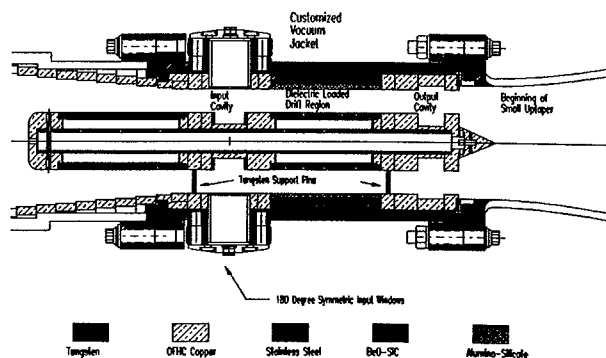 Customized
Vacuum
Jacket
Input
Cavity
Dielectric Loaded
Drift Region
Output
Cavity
Beginning of
Small Uptaper
Tungsten Support Pins
180 Degree Symmetric Input Windows
Tungsten
OFHC Copper
Stainless Steel
BeO-SiC
Alumino-Silicate